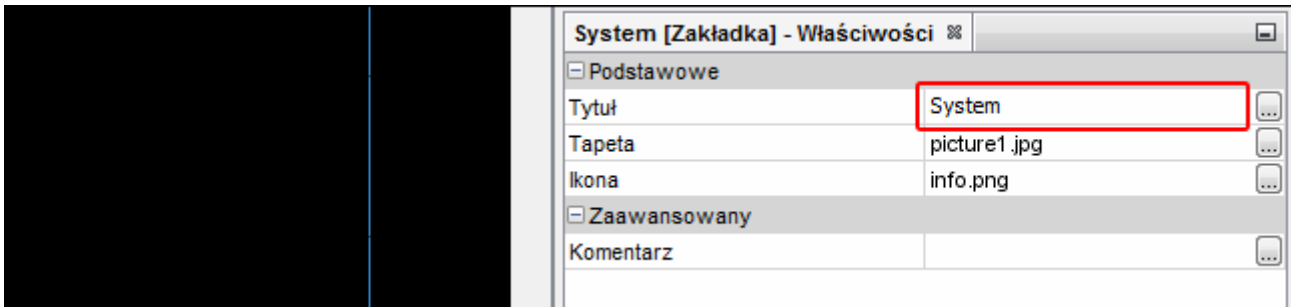 System [Zakładka] - Właściwości
Podstawowe
Tytuł System ...
Tapeta picture1.jpg ...
Ikona info.png ...
Zaawansowany
Komentarz ...